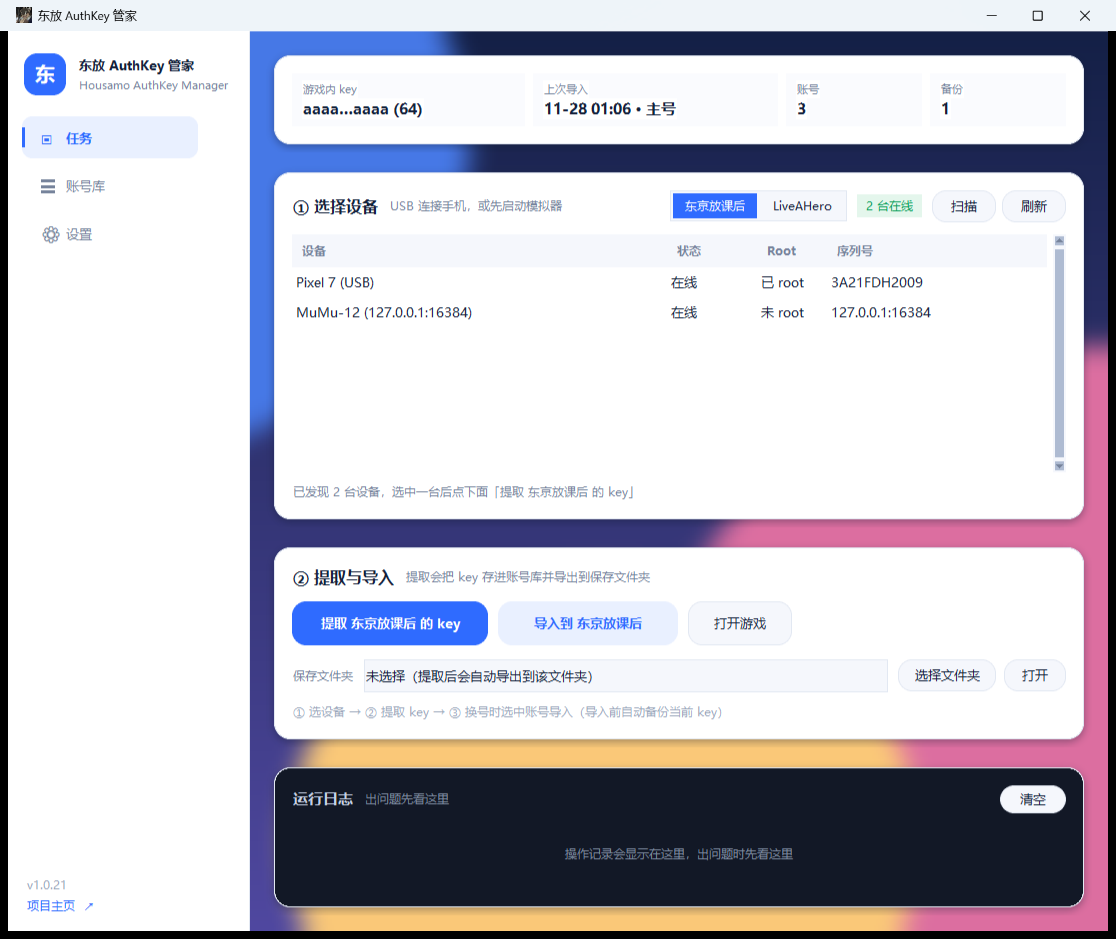 东放 AuthKey 管家
东
东放 AuthKey 管家
Housamo AuthKey Manager
任务
账号库
设置
v1.0.21
项目主页 ↗
游戏内 key
aaaa...aaaa (64)
上次导入
11-28 01:06 • 主号
账号
3
备份
1
① 选择设备 USB 连接手机，或先启动模拟器 东京放课后 LiveAHero 2 台在线 扫描 刷新
设备 状态 Root 序列号
Pixel 7 (USB) 在线 已 root 3A21FDH2009
MuMu-12 (127.0.0.1:16384) 在线 未 root 127.0.0.1:16384
已发现 2 台设备，选中一台后点下面「提取 东京放课后 的 key」
② 提取与导入 提取会把 key 存进账号库并导出到保存文件夹
提取 东京放课后 的 key 导入到 东京放课后 打开游戏
保存文件夹 未选择（提取后会自动导出到该文件夹） 选择文件夹 打开
① 选设备 → ② 提取 key → ③ 换号时选中账号导入（导入前自动备份当前 key）
运行日志 出问题先看这里 清空
操作记录会显示在这里，出问题时先看这里